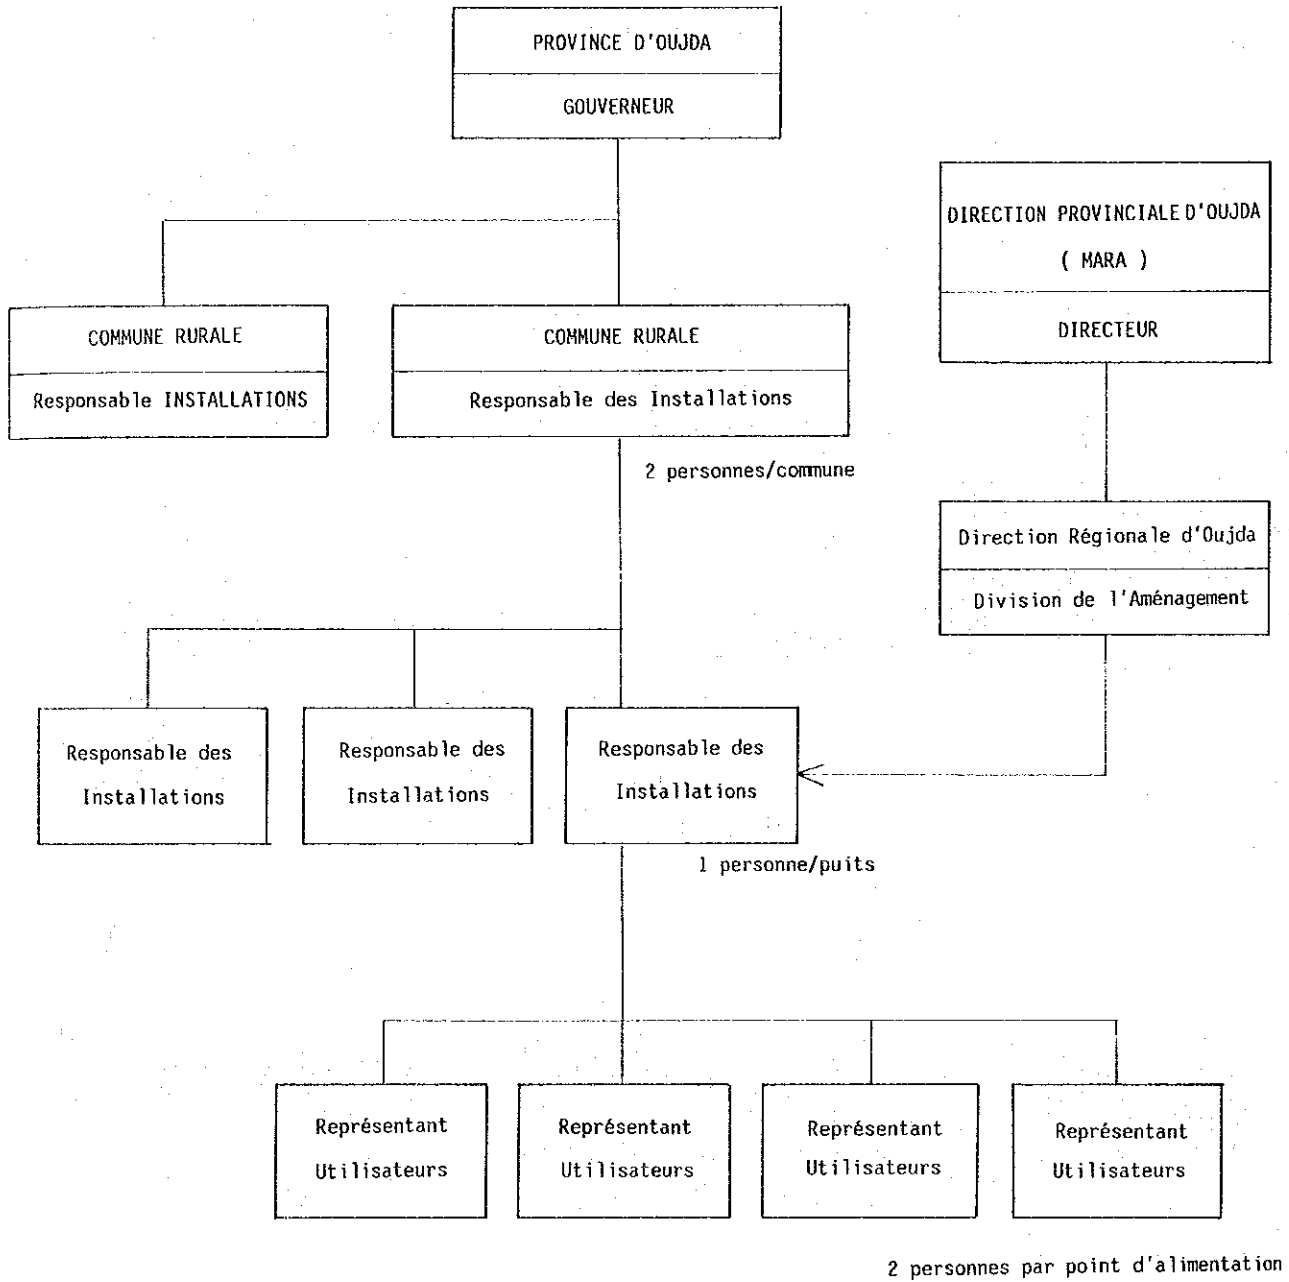 PROVINCE D'OUJDA
GOUVERNEUR
DIRECTION PROVINCIALE D'OUJDA
( MARA )
DIRECTEUR
COMMUNE RURALE
Responsable INSTALLATIONS
COMMUNE RURALE
Responsable des Installations
2 personnes/commune
Direction Régionale d'Oujda
Division de l'Aménagement
Responsable des
Installations
Responsable des
Installations
Responsable des
Installations
1 personne/puits
Représentant
Utilisateurs
Représentant
Utilisateurs
Représentant
Utilisateurs
Représentant
Utilisateurs
2 personnes par point d'alimentation